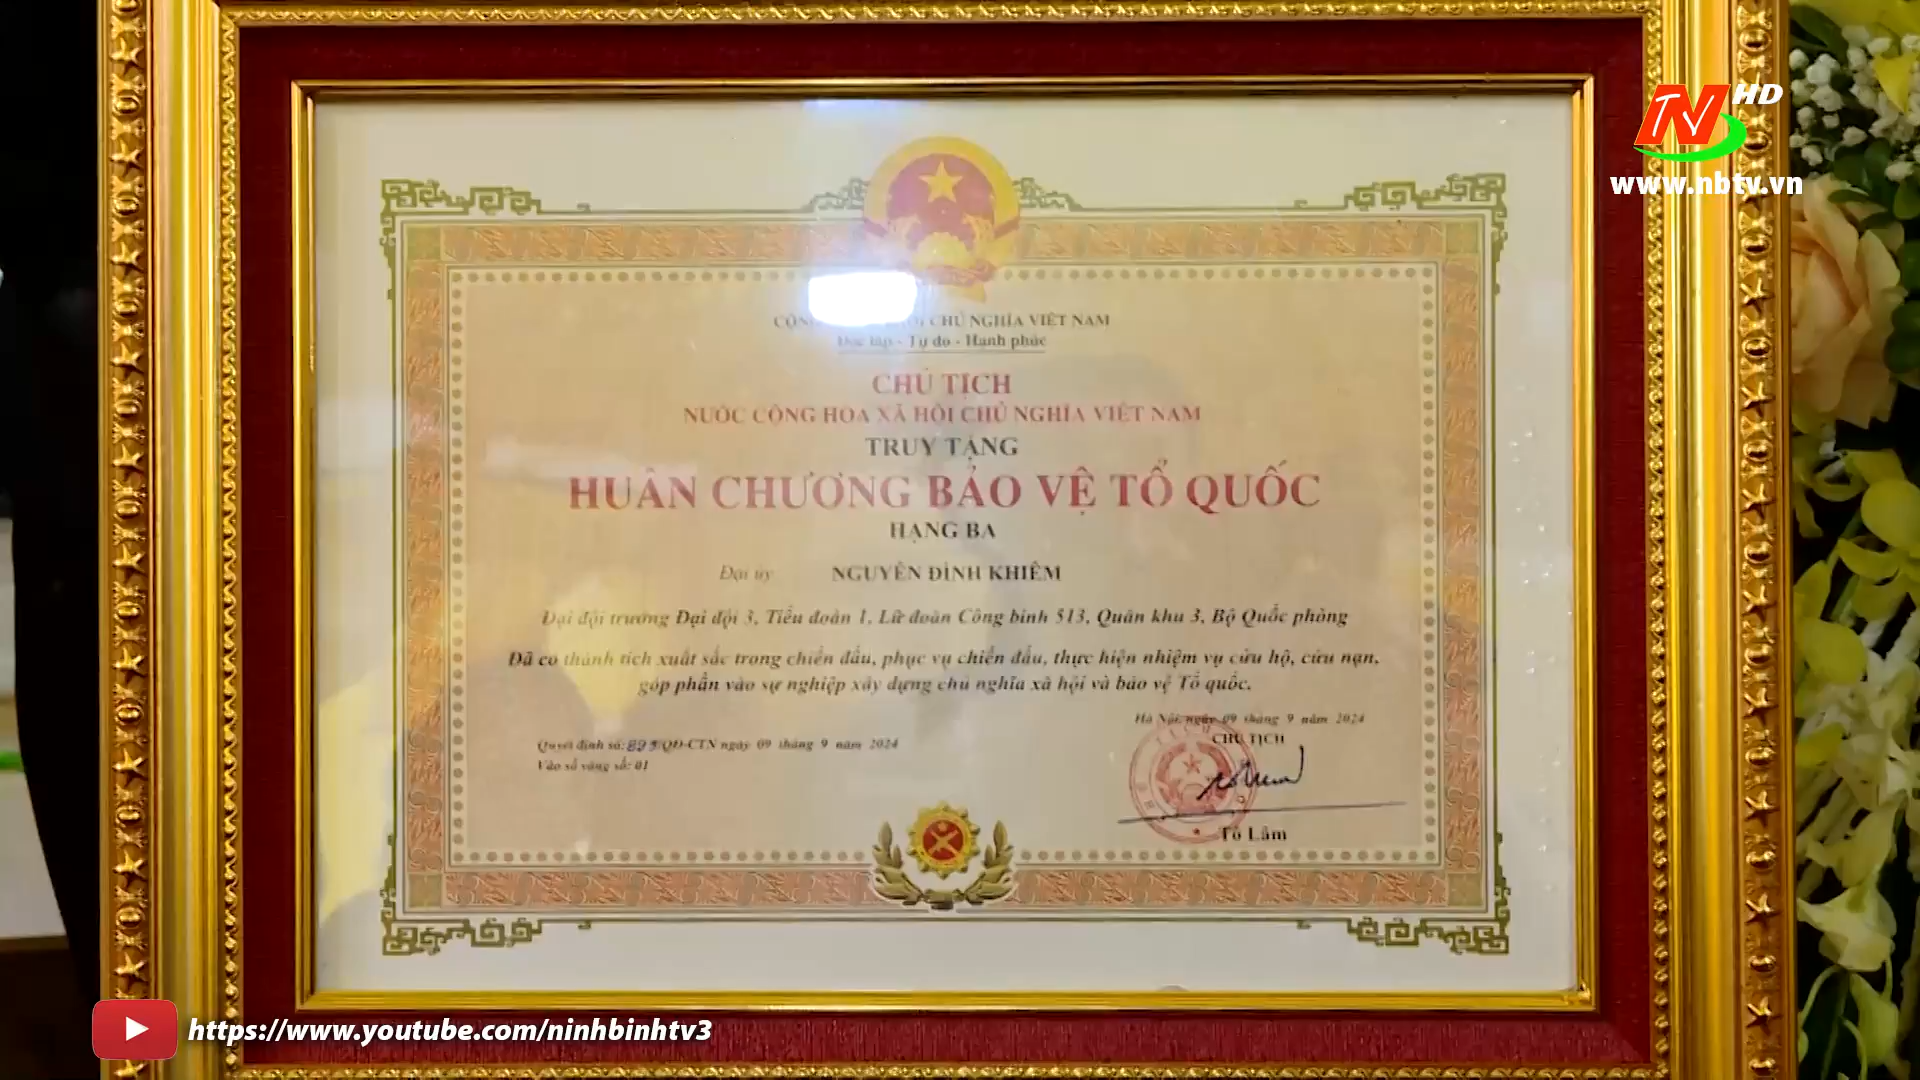 TV HD
www.nbtv.vn
CHỦ NGHĨA VIỆT NAM
Độc lập - Tự do - Hạnh phúc
CHỦ TỊCH
NƯỚC CỘNG HÒA XÃ HỘI CHỦ NGHĨA VIỆT NAM
TRUY TẶNG
HUÂN CHƯƠNG BẢO VỆ TỔ QUỐC
HẠNG BA
Đại úy NGUYỄN ĐÌNH KHIÊM
Đại đội trưởng Đại đội 3, Tiểu đoàn 1, Lữ đoàn Công binh 513, Quân khu 3, Bộ Quốc phòng
Đã có thành tích xuất sắc trong chiến đấu, phục vụ chiến đấu, thực hiện nhiệm vụ cứu hộ, cứu nạn,
góp phần vào sự nghiệp xây dựng chủ nghĩa xã hội và bảo vệ Tổ quốc.
Hà Nội, ngày 09 tháng 9 năm 2024
CHỦ TỊCH
Quyết định số: /QĐ-CTN ngày 09 tháng 9 năm 2024
Vào sổ vàng số: 01
Tô Lâm
https://www.youtube.com/ninhbinhtv3